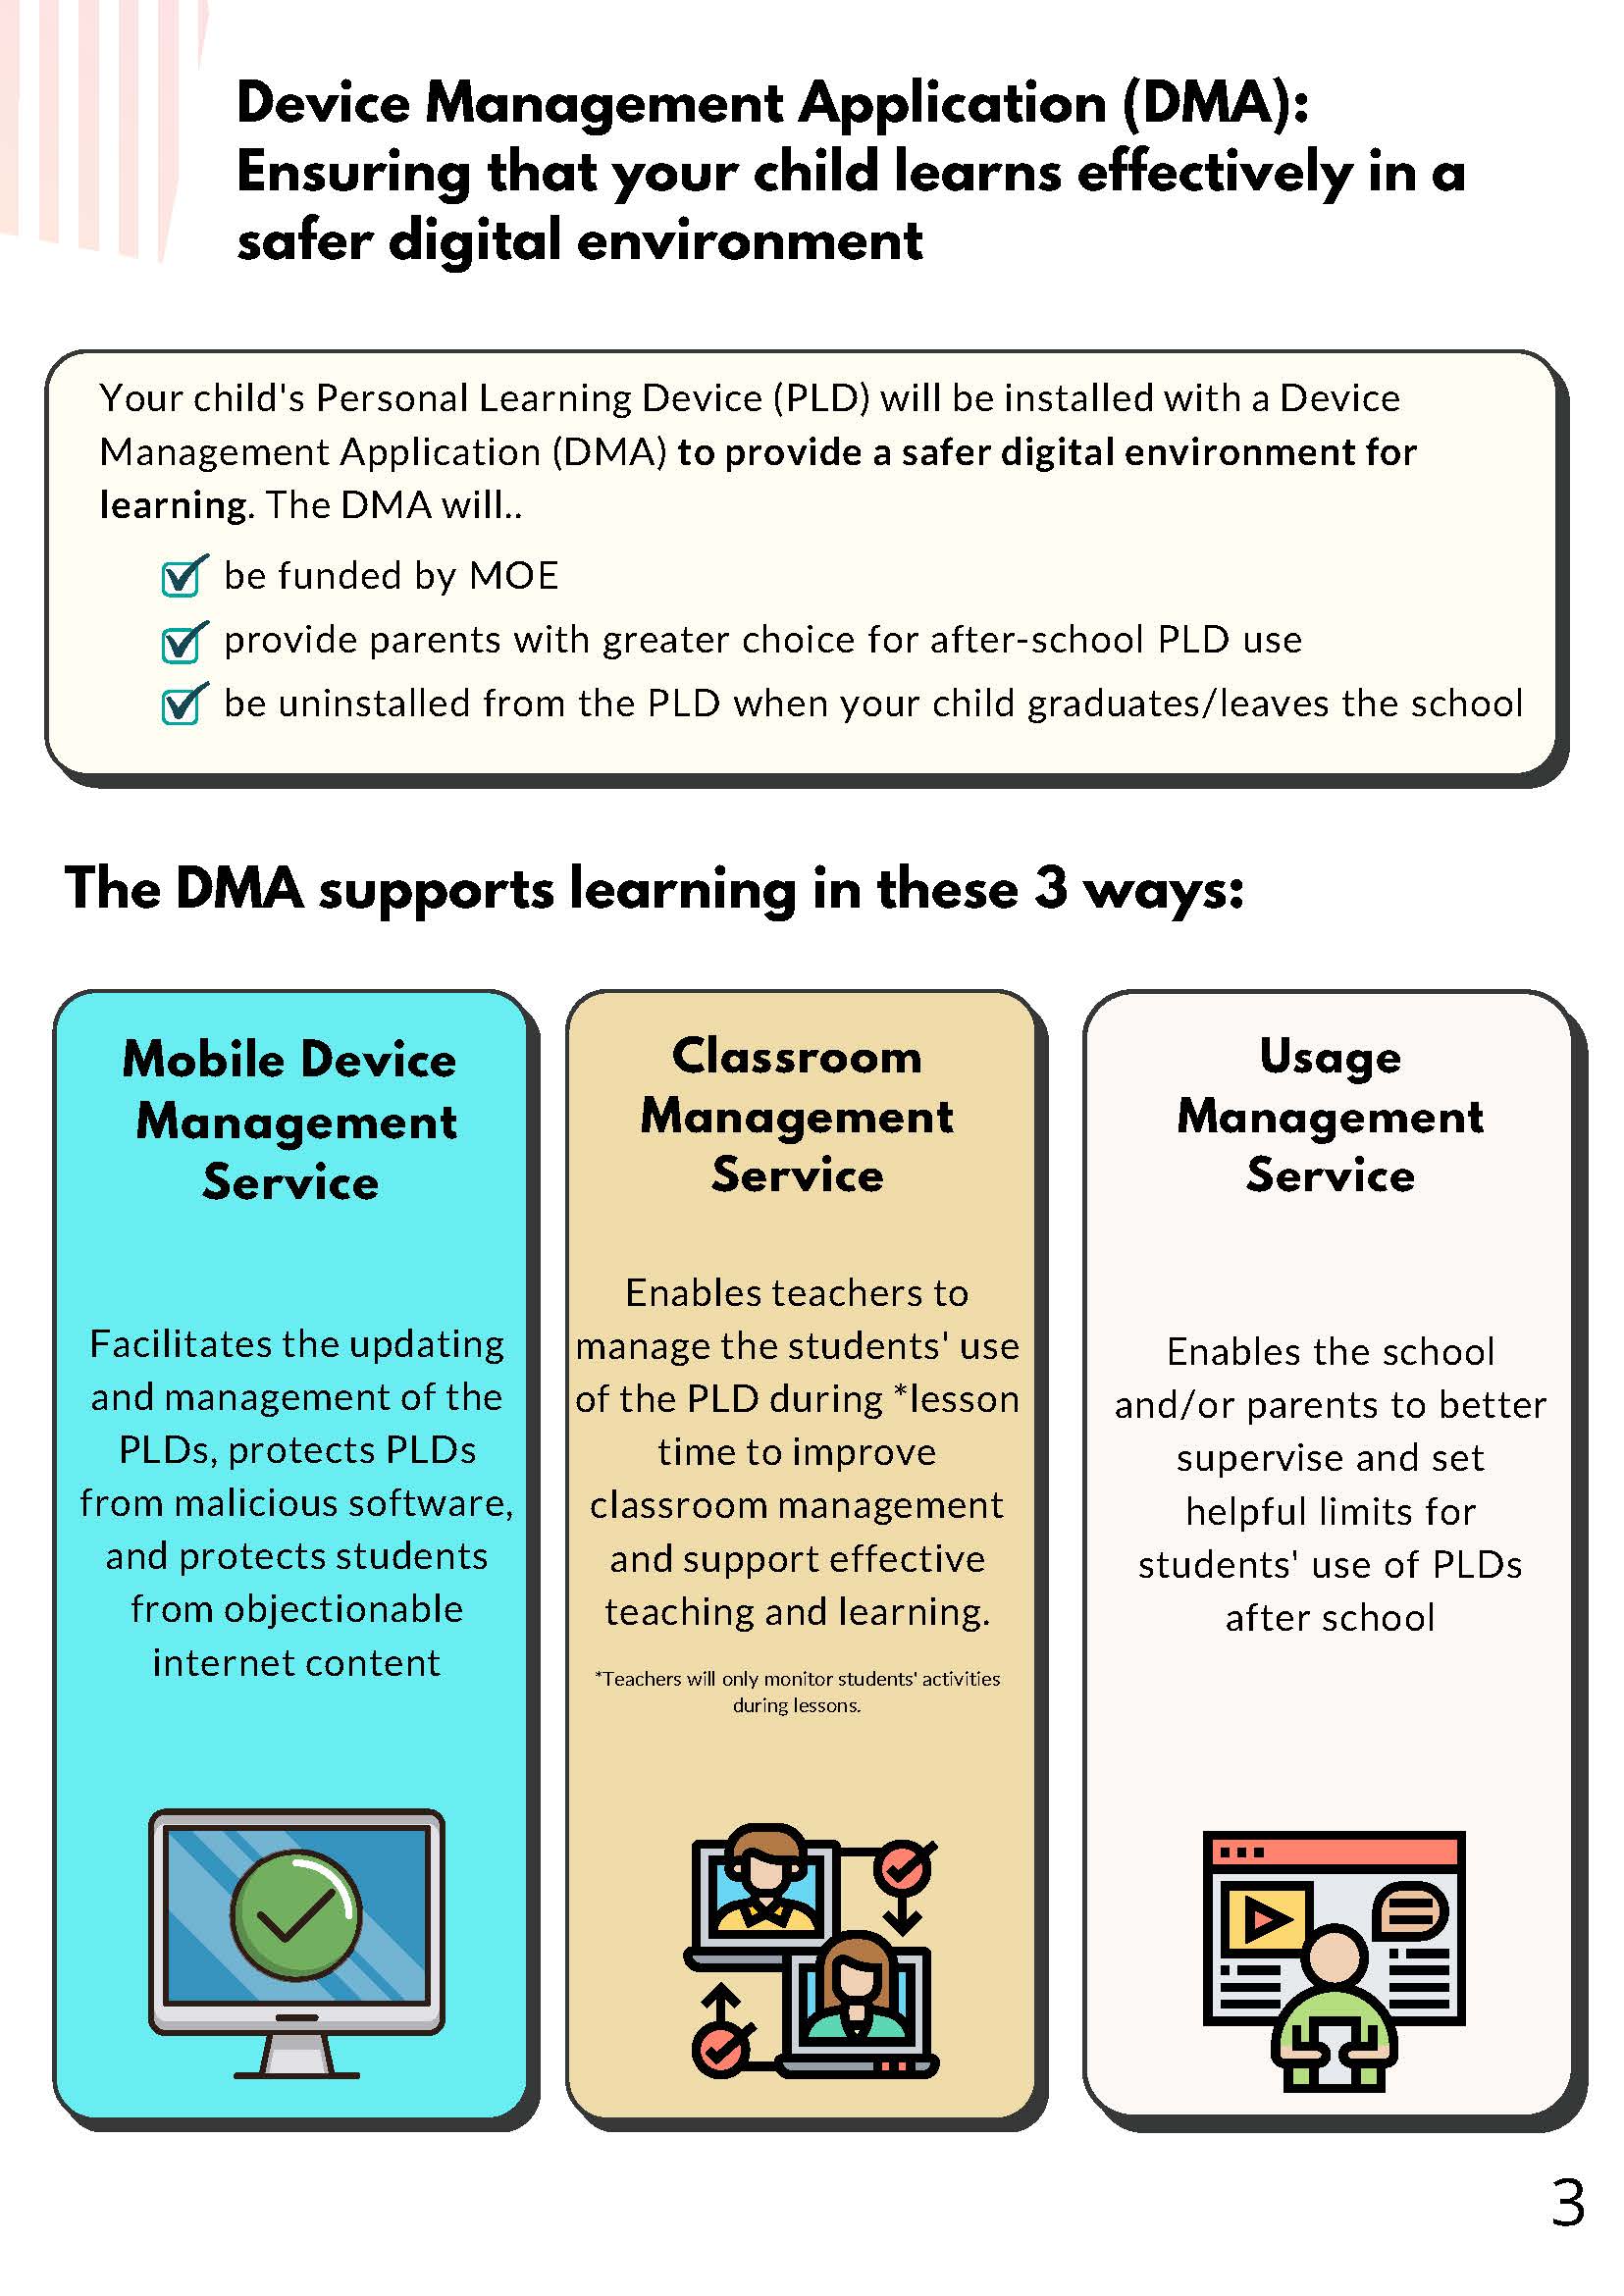 Device Management Application (DMA):
Ensuring that your child learns effectively in a
safer digital environment
Your child's Personal Learning Device (PLD) will be installed with a Device
Management Application (DMA) to provide a safer digital environment for
learning. The DMA will..
be funded by MOE
provide parents with greater choice for after-school PLD use
be uninstalled from the PLD when your child graduates/leaves the school
The DMA supports learning in these 3 ways:
Mobile Device
Management
Service
Facilitates the updating
and management of the
PLDs, protects PLDs
from malicious software,
and protects students
from objectionable
internet content
Classroom
Management
Service
Enables teachers to
manage the students' use
of the PLD during *lesson
time to improve
classroom management
and support effective
teaching and learning.
*Teachers will only monitor students' activities
during lessons.
Usage
Management
Service
Enables the school
and/or parents to better
supervise and set
helpful limits for
students' use of PLDs
after school
3